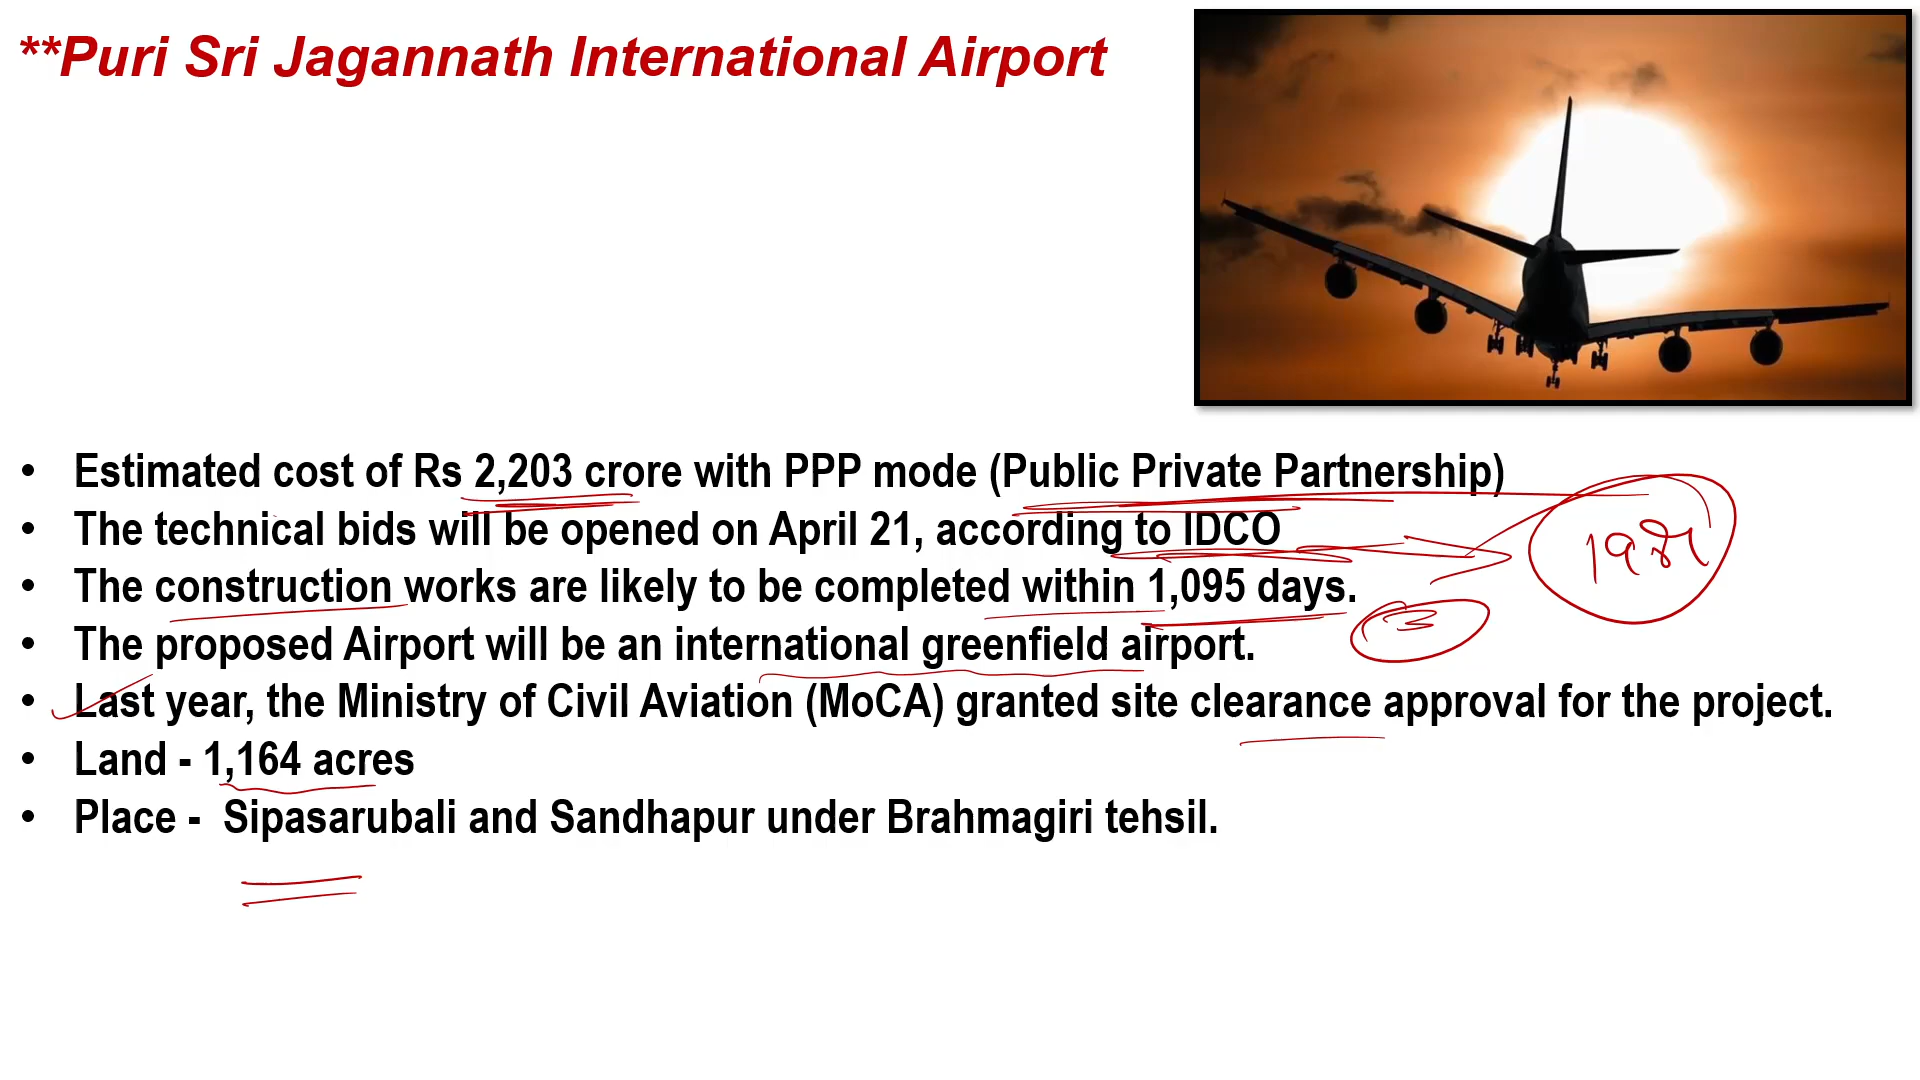 **Puri Sri Jagannath International Airport
• Estimated cost of Rs 2,203 crore with PPP mode (Public Private Partnership)
• The technical bids will be opened on April 21, according to IDCO
• The construction works are likely to be completed within 1,095 days.
• The proposed Airport will be an international greenfield airport.
• Last year, the Ministry of Civil Aviation (MoCA) granted site clearance approval for the project.
• Land - 1,164 acres
• Place - Sipasarubali and Sandhapur under Brahmagiri tehsil.